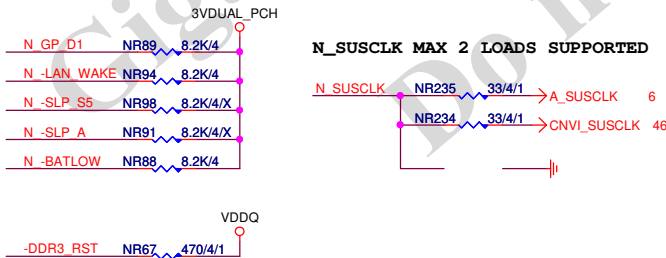 3VDUAL_PCH
N_GP_D1 NR89 8.2K/4
N_-LAN_WAKE NR94 8.2K/4
N_-SLP_S5 NR98 8.2K/4/X
N_-SLP_A NR91 8.2K/4/X
N_-BATLOW NR88 8.2K/4
N_SUSCLK MAX 2 LOADS SUPPORTED
N_SUSCLK NR235 33/4/1 A_SUSCLK 6
NR234 33/4/1 CNVI_SUSCLK 46
VDDQ
-DDR3_RST NR67 470/4/1